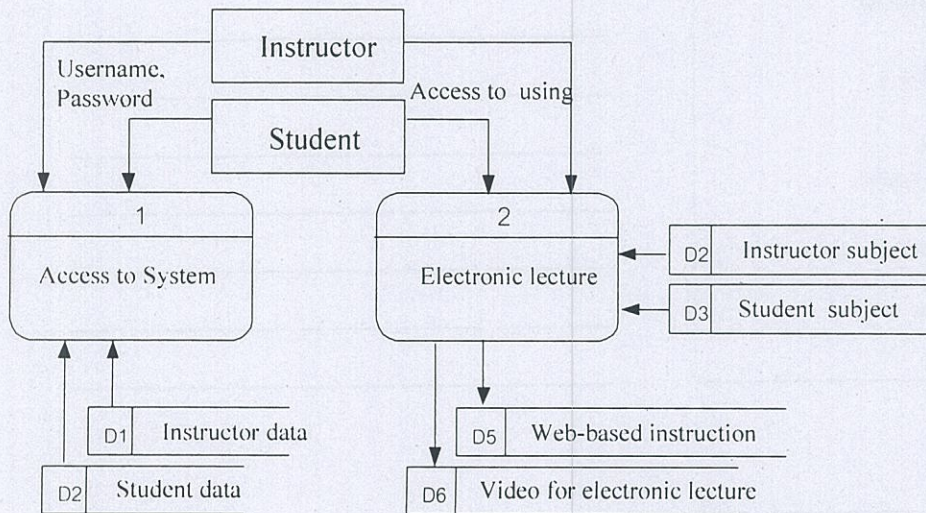 Instructor
Username,
Password
Access to using
Student
1
Access to System
2
Electronic lecture
D2 Instructor subject
D3 Student subject
D1 Instructor data
D2 Student data
D5 Web-based instruction
D6 Video for electronic lecture